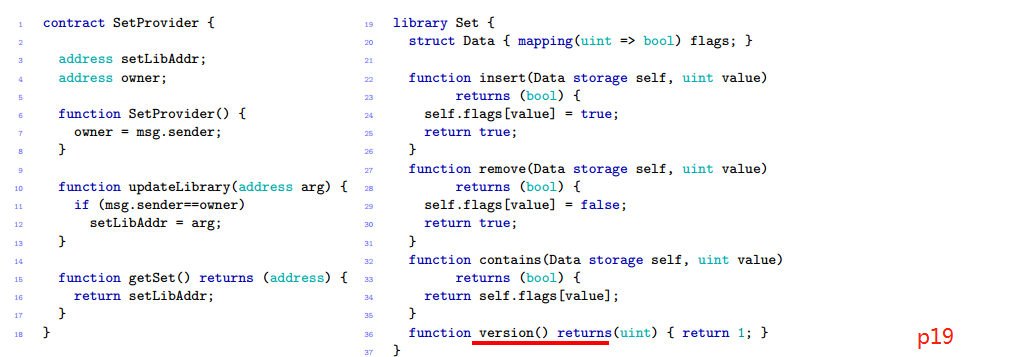 1 contract SetProvider {
2
3 address setLibAddr;
4 address owner;
5
6 function SetProvider() {
7 owner = msg.sender;
8 }
9
10 function updateLibrary(address arg) {
11 if (msg.sender==owner)
12 setLibAddr = arg;
13 }
14
15 function getSet() returns (address) {
16 return setLibAddr;
17 }
18 }
19 library Set {
20 struct Data { mapping(uint => bool) flags; }
21
22 function insert(Data storage self, uint value)
23 returns (bool) {
24 self.flags[value] = true;
25 return true;
26 }
27 function remove(Data storage self, uint value)
28 returns (bool) {
29 self.flags[value] = false;
30 return true;
31 }
32 function contains(Data storage self, uint value)
33 returns (bool) {
34 return self.flags[value];
35 }
36 function version() returns(uint) { return 1; }
37 }
p19